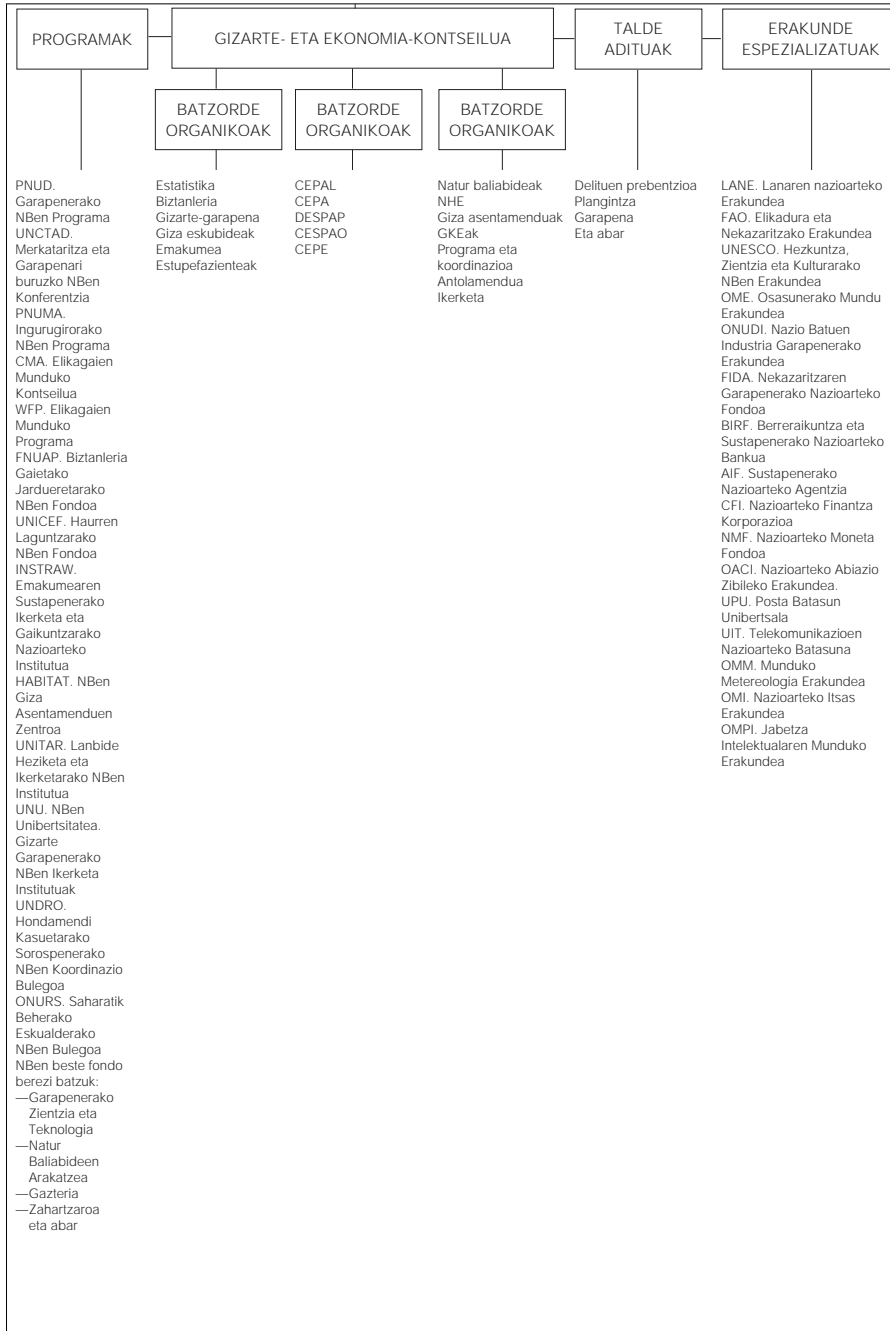 PROGRAMAK
GIZARTE- ETA EKONOMIA-KONTSEILUA
TALDE
ADITUAK
ERAKUNDE
ESPEZIALIZATUAK
BATZORDE
ORGANIKOAK
BATZORDE
ORGANIKOAK
BATZORDE
ORGANIKOAK
PNUD.
Garapenerako
NBen Programa
UNCTAD.
Merkataritza eta
Garapenari
buruzko NBen
Konferentzia
PNUMA.
Ingurugirorako
NBen Programa
CMA. Elikagaien
Munduko
Kontseilua
WFP. Elikagaien
Munduko
Programa
FNUAP. Biztanleria
Gaietako
Jardueretarako
NBen Fondoa
UNICEF. Haurren
Laguntzarako
NBen Fondoa
INSTRAW.
Emakumearen
Sustapenerako
Ikerketa eta
Gaikuntzarako
Nazioarteko
Institutua
HABITAT. NBen
Giza
Asentamenduen
Zentroa
UNITAR. Lanbide
Heziketa eta
Ikerketarako NBen
Institutua
UNU. NBen
Unibertsitatea.
Gizarte
Garapenerako
NBen Ikerketa
Institutuak
UNDRO.
Hondamendi
Kasuetarako
Sorospenerako
NBen Koordinazio
Bulegoa
ONURS. Saharatik
Beherako
Eskualderako
NBen Bulegoa
NBen beste fondo
berezi batzuk:
—Garapenerako
Zientzia eta
Teknologia
—Natur
Baliabideen
Arakatzea
—Gazteria
—Zahartzaroa
eta abar
Estatistika
Biztanleria
Gizarte-garapena
Giza eskubideak
Emakumea
Estupefazienteak
CEPAL
CEPA
DESPAP
CESPAO
CEPE
Natur baliabideak
NHE
Giza asentamenduak
GKEak
Programa eta
koordinazioa
Antolamendua
Ikerketa
Delituen prebentzioa
Plangintza
Garapena
Eta abar
LANE. Lanaren nazioarteko
Erakundea
FAO. Elikadura eta
Nekazaritzako Erakundea
UNESCO. Hezkuntza,
Zientzia eta Kulturarako
NBen Erakundea
OME. Osasunerako Mundu
Erakundea
ONUDI. Nazio Batuen
Industria Garapenerako
Erakundea
FIDA. Nekazaritzaren
Garapenerako Nazioarteko
Fondoa
BIRF. Berreraikuntza eta
Sustapenerako Nazioarteko
Bankua
AIF. Sustapenerako
Nazioarteko Agentzia
CFI. Nazioarteko Finantza
Korporazioa
NMF. Nazioarteko Moneta
Fondoa
OACI. Nazioarteko Abiazio
Zibileko Erakundea.
UPU. Posta Batasun
Unibertsala
UIT. Telekomunikazioen
Nazioarteko Batasuna
OMM. Munduko
Metereologia Erakundea
OMI. Nazioarteko Itsas
Erakundea
OMPI. Jabetza
Intelektualaren Munduko
Erakundea